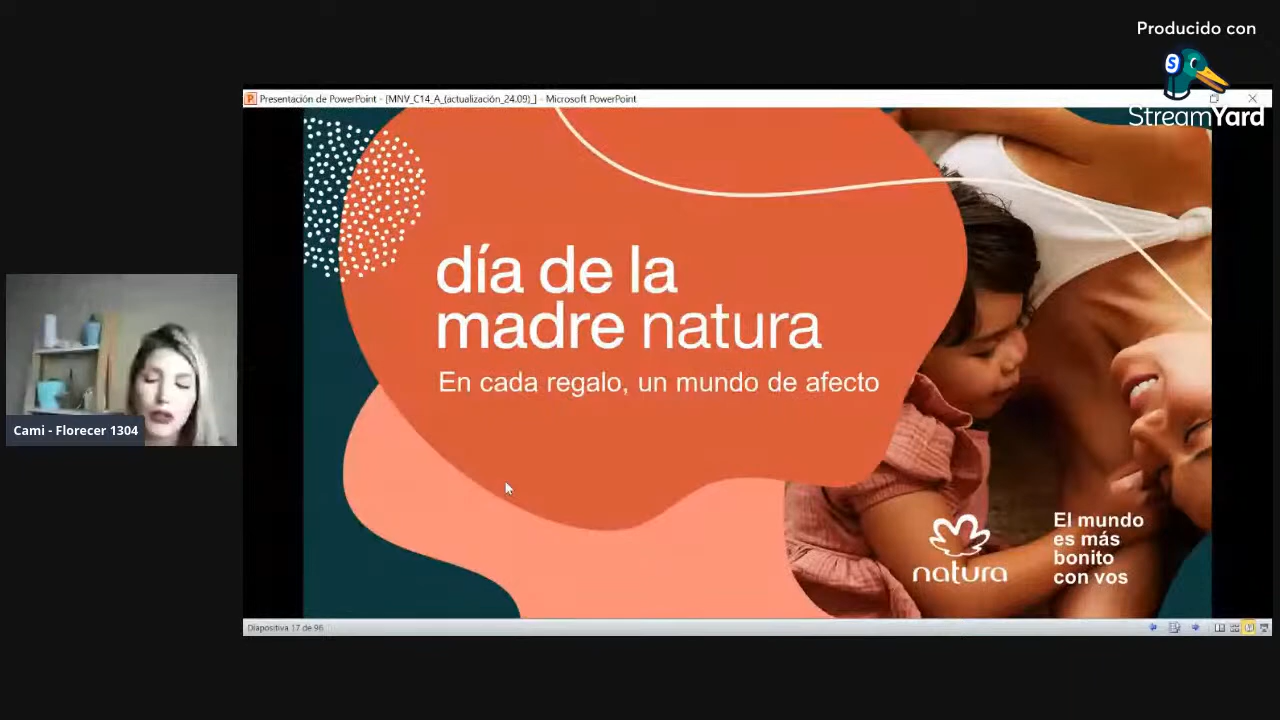 Producido con
StreamYard
Presentación de PowerPoint - [MNV_C14_A_(actualización_24.09)_] - Microsoft PowerPoint
día de la
madre natura
En cada regalo, un mundo de afecto
Cami - Florecer 1304
natura
El mundo
es más
bonito
con vos
Diapositiva 17 de 96